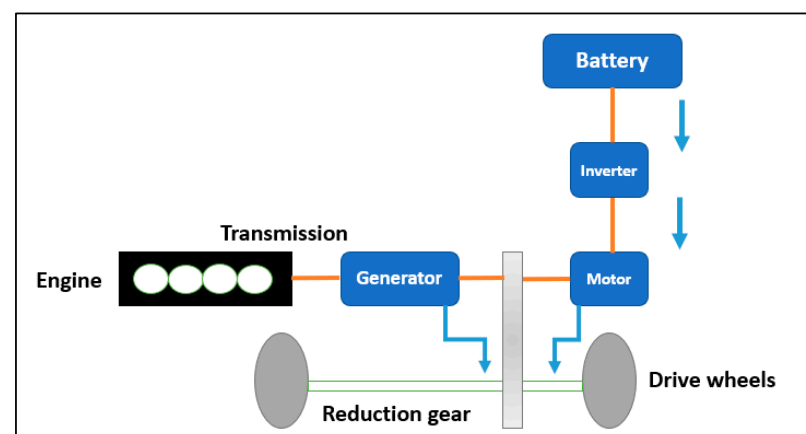 Battery
Inverter
Transmission
Engine
Generator
Motor
Drive wheels
Reduction gear